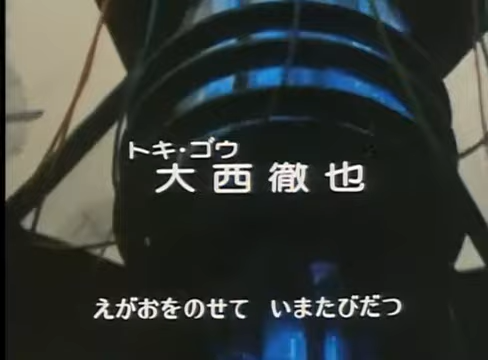 トキ・ゴウ
大西徹也
えがおをのせて　いまたびだつ